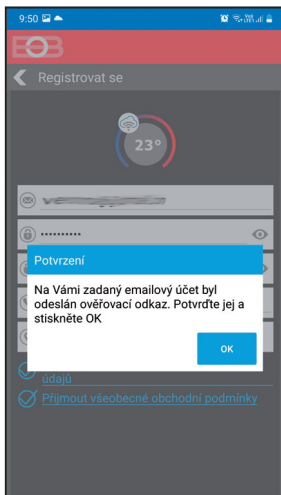 9:50
EOB
Registrovat se
23°
Potvrzení
Na Vámi zadaný emailový účet byl
odeslán ověřovací odkaz. Potvrďte jej a
stiskněte OK
OK
údajů
Přijmout všeobecné obchodní podmínky